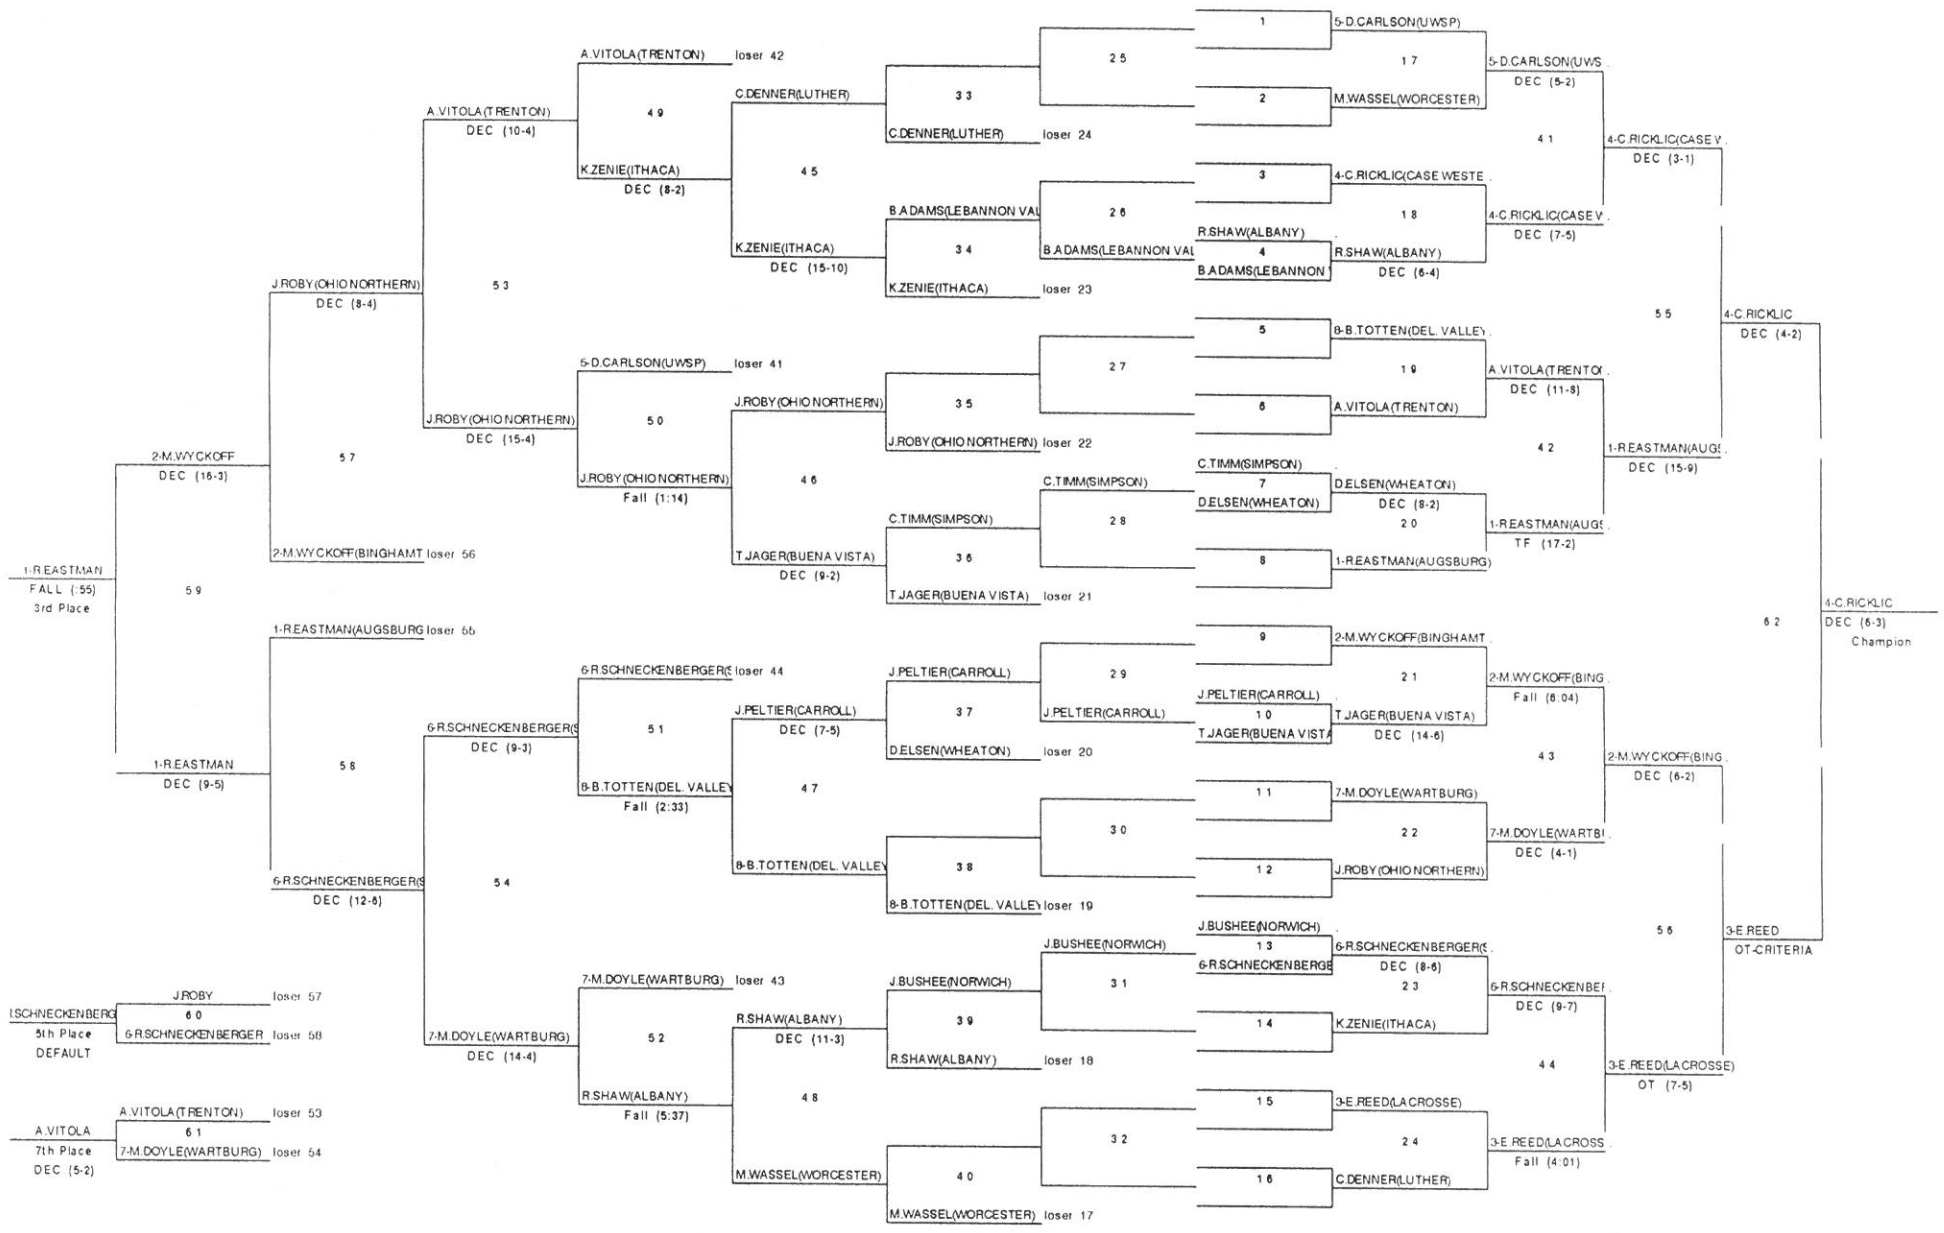 1
5-D.CARLSON(UWSP)
A.VITOLA(TRENTON) loser 42
25
17
5-D.CARLSON(UWS
DEC (5-2)
C.DENNER(LUTHER)
33
2
M.WASSEL(WORCESTER)
A.VITOLA(TRENTON)
DEC (10-4)
49
C.DENNER(LUTHER) loser 24
41
4-C.RICKLIC(CASE V
DEC (3-1)
K.ZENIE(ITHACA)
DEC (8-2)
45
3
4-C.RICKLIC(CASE WESTE
B.ADAMS(LEBANNON VAL
26
18
4-C.RICKLIC(CASE V
DEC (7-5)
R.SHAW(ALBANY)
K.ZENIE(ITHACA)
DEC (15-10)
34
B.ADAMS(LEBANNON VAL
4
R.SHAW(ALBANY)
DEC (6-4)
B.ADAMS(LEBANNON
J.ROBY(OHIO NORTHERN)
DEC (8-4)
53
K.ZENIE(ITHACA) loser 23
55
4-C.RICKLIC
DEC (4-2)
5
8-B.TOTTEN(DEL. VALLEY
5-D.CARLSON(UWSP) loser 41
27
19
A.VITOLA(TRENTO
DEC (11-8)
J.ROBY(OHIO NORTHERN)
35
6
A.VITOLA(TRENTON)
J.ROBY(OHIO NORTHERN)
DEC (15-4)
50
J.ROBY(OHIO NORTHERN) loser 22
42
1-R.EASTMAN(AUGS
DEC (15-9)
2-M.WYCKOFF
DEC (16-3)
57
C.TIMM(SIMPSON)
J.ROBY(OHIO NORTHERN)
Fall (1:14)
46
C.TIMM(SIMPSON)
7
D.ELSEN(WHEATON)
DEC (8-2)
D.ELSEN(WHEATON)
C.TIMM(SIMPSON)
28
20
1-R.EASTMAN(AUGS
TF (17-2)
2-M.WYCKOFF(BINGHAMT loser 56
T.JAGER(BUENA VISTA)
DEC (9-2)
36
8
1-R.EASTMAN(AUGSBURG)
1-R.EASTMAN
FALL (:55)
3rd Place
59
T.JAGER(BUENA VISTA) loser 21
4-C.RICKLIC
DEC (6-3)
Champion
62
1-R.EASTMAN(AUGSBURG loser 55
9
2-M.WYCKOFF(BINGHAMT
6-R.SCHNECKENBERGER(S loser 44
J.PELTIER(CARROLL)
29
21
2-M.WYCKOFF(BING
Fall (6:04)
J.PELTIER(CARROLL)
J.PELTIER(CARROLL)
DEC (7-5)
37
J.PELTIER(CARROLL)
10
T.JAGER(BUENA VISTA)
DEC (14-6)
T.JAGER(BUENA VISTA
6-R.SCHNECKENBERGER(S
DEC (9-3)
51
D.ELSEN(WHEATON) loser 20
43
2-M.WYCKOFF(BING
DEC (6-2)
1-R.EASTMAN
DEC (9-5)
58
8-B.TOTTEN(DEL. VALLEY
Fall (2:33)
47
11
7-M.DOYLE(WARTBURG)
30
22
7-M.DOYLE(WARTBU
DEC (4-1)
8-B.TOTTEN(DEL. VALLEY
38
12
J.ROBY(OHIO NORTHERN)
6-R.SCHNECKENBERGER(S
DEC (12-6)
54
8-B.TOTTEN(DEL. VALLEY loser 19
56
3-E.REED
OT-CRITERIA
J.BUSHEE(NORWICH)
J.BUSHEE(NORWICH)
13
6-R.SCHNECKENBERGER(S
DEC (8-6)
6-R.SCHNECKENBERGE
7-M.DOYLE(WARTBURG) loser 43
J.BUSHEE(NORWICH)
31
23
6-R.SCHNECKENBEF
DEC (9-7)
J.ROBY loser 57
SCHNECKENBERG
5th Place
DEFAULT
60
6-R.SCHNECKENBERGER loser 58
R.SHAW(ALBANY)
DEC (11-3)
39
14
K.ZENIE(ITHACA)
7-M.DOYLE(WARTBURG)
DEC (14-4)
52
R.SHAW(ALBANY) loser 18
44
3-E.REED(LACROSSE)
OT (7-5)
R.SHAW(ALBANY)
Fall (5:37)
48
15
3-E.REED(LACROSSE)
A.VITOLA(TRENTON) loser 53
A.VITOLA
7th Place
DEC (5-2)
61
7-M.DOYLE(WARTBURG) loser 54
32
24
3-E.REED(LACROSS
Fall (4:01)
M.WASSEL(WORCESTER)
40
16
C.DENNER(LUTHER)
M.WASSEL(WORCESTER) loser 17